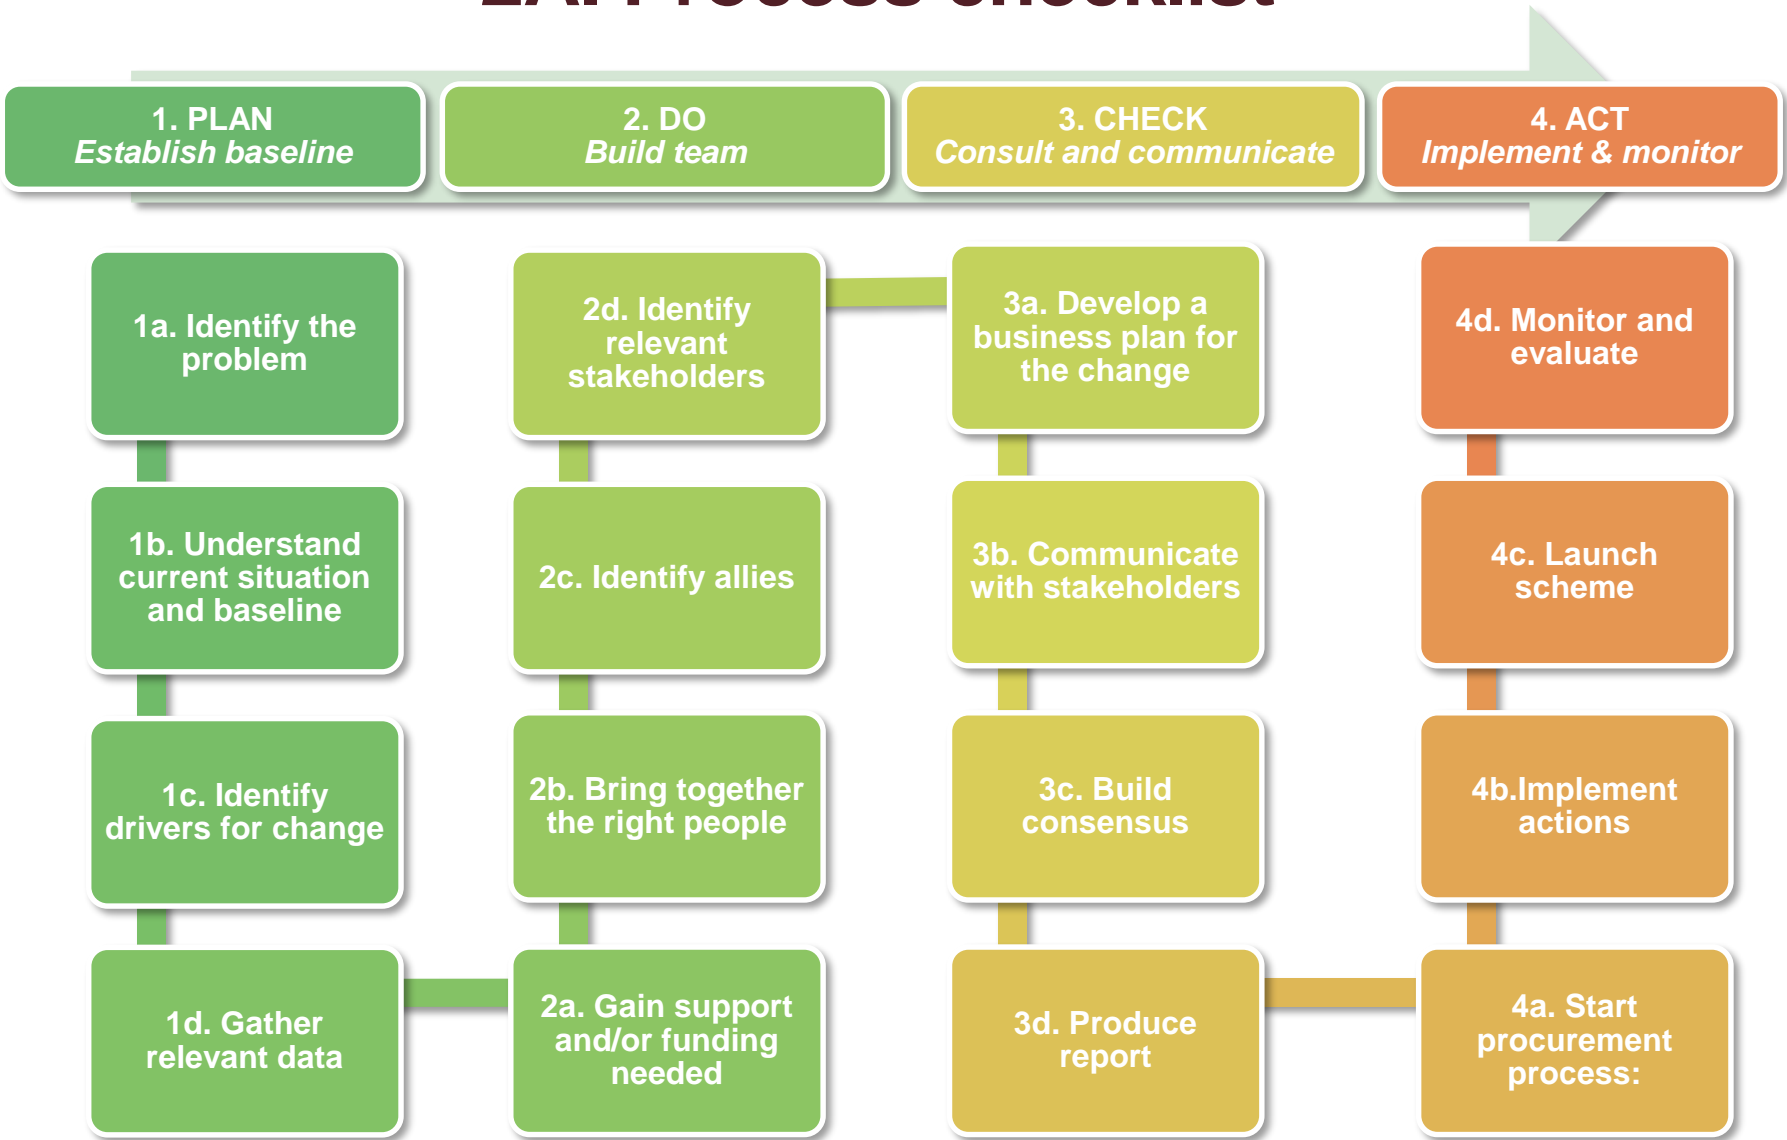 2A. Process checklist
1. PLAN
Establish baseline
2. DO
Build team
3. CHECK
Consult and communicate
4. ACT
Implement & monitor
1a. Identify the
problem
1b. Understand
current situation
and baseline
1c. Identify
drivers for change
1d. Gather
relevant data
2d. Identify
relevant
stakeholders
2c. Identify allies
2b. Bring together
the right people
2a. Gain support
and/or funding
needed
3a. Develop a
business plan for
the change
3b. Communicate
with stakeholders
3c. Build
consensus
3d. Produce
report
4d. Monitor and
evaluate
4c. Launch
scheme
4b.Implement
actions
4a. Start
procurement
process: